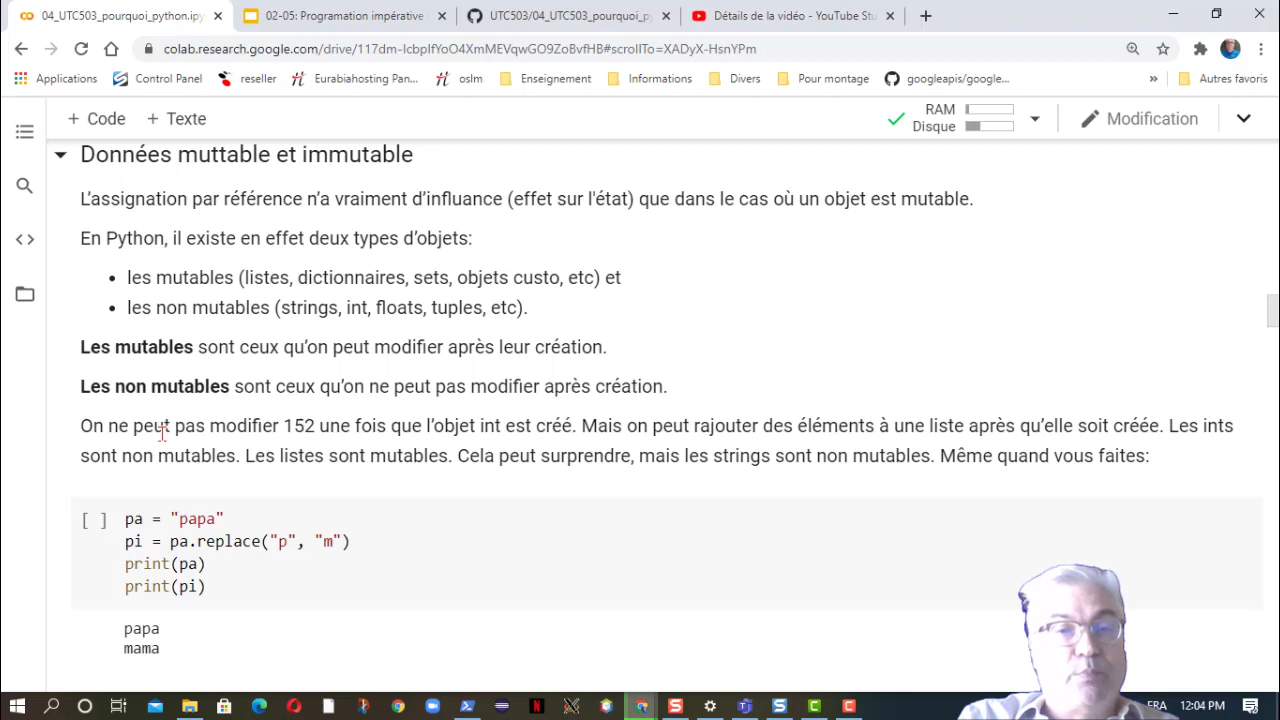 04_UTC503_pourquoi_python.ipy
02-05: Programation impérative
UTC503/04_UTC503_pourquoi_py
Détails de la vidéo - YouTube Stu
colab.research.google.com/drive/117dm-IcbpIfYoO4XmMEVqwGO9ZoBvfHB#scrollTo=XADyX-HsnYPm
Applications
Control Panel
reseller
Eurabiahosting Pan...
oslm
Enseignement
Informations
Divers
Pour montage
googleapis/google...
»
Autres favoris
+ Code
+ Texte
RAM
Disque
Modification
Données muttable et immutable
L’assignation par référence n’a vraiment d’influance (effet sur l'état) que dans le cas où un objet est mutable.
En Python, il existe en effet deux types d’objets:
• les mutables (listes, dictionnaires, sets, objets custo, etc) et
• les non mutables (strings, int, floats, tuples, etc).
Les mutables sont ceux qu’on peut modifier après leur création.
Les non mutables sont ceux qu’on ne peut pas modifier après création.
On ne peut pas modifier 152 une fois que l’objet int est créé. Mais on peut rajouter des éléments à une liste après qu’elle soit créée. Les ints
sont non mutables. Les listes sont mutables. Cela peut surprendre, mais les strings sont non mutables. Même quand vous faites:
[ ] pa = "papa"
pi = pa.replace("p", "m")
print(pa)
print(pi)
papa
mama
FRA
12:04 PM